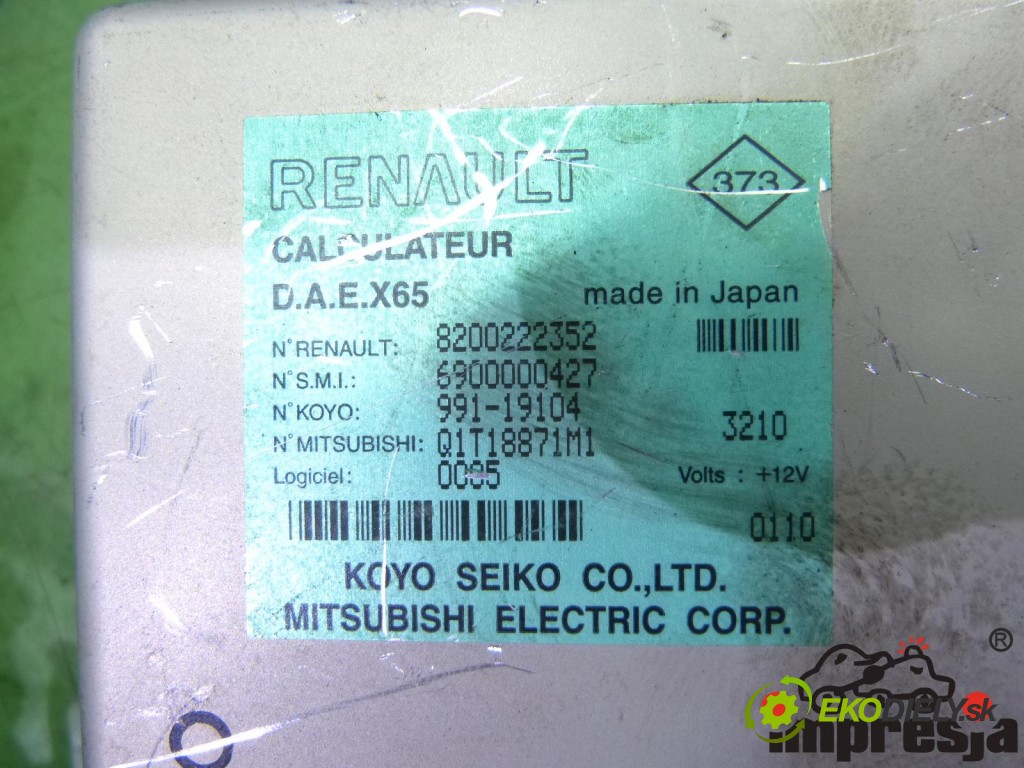 RENAULT
373
CALCULATEUR
D.A.E.X65 made in Japan
N°RENAULT: 8200222352
N°S.M.I.: 6900000427
N°KOYO: 991-19104
3210
N°MITSUBISHI: Q1T18871M1
Logiciel: 0005 Volts : +12V
0110
KOYO SEIKO CO.,LTD.
MITSUBISHI ELECTRIC CORP.
®
EKODIELY.sk
impresja